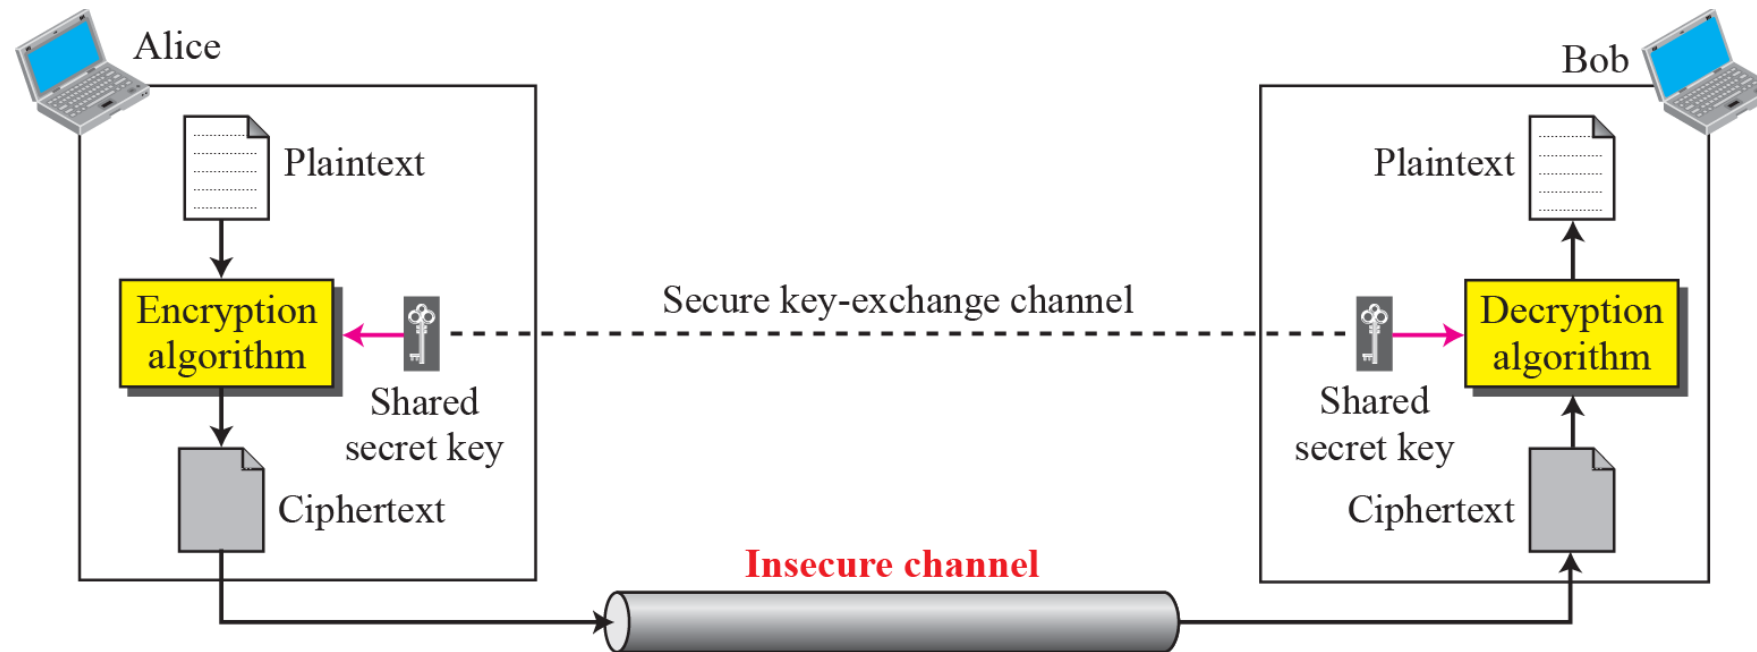 Alice
Bob
Plaintext
Plaintext
Encryption
algorithm
Secure key-exchange channel
Decryption
algorithm
Shared
secret key
Shared
secret key
Ciphertext
Ciphertext
Insecure channel